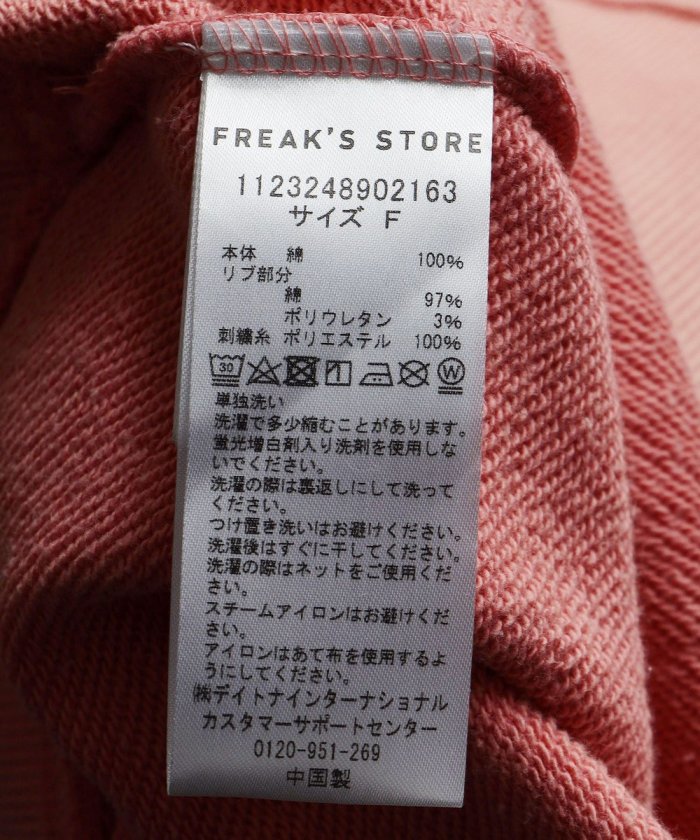 FREAK'S STORE
1123248902163
サイズ F
本体 綿 100%
リブ部分
綿 97%
ポリウレタン 3%
刺繍糸 ポリエステル 100%
30
W
単独洗い
洗濯で多少縮むことがあります。
蛍光増白剤入り洗剤を使用しな
いでください。
洗濯の際は裏返しにして洗って
ください。
つけ置き洗いはお避けください。
洗濯後はすぐに干してください。
洗濯の際はネットをご使用くだ
さい。
スチームアイロンはお避けくだ
さい。
アイロンはあて布を使用するよ
うにしてください。
㈱デイトナインターナショナル
カスタマーサポートセンター
0120-951-269
中国製